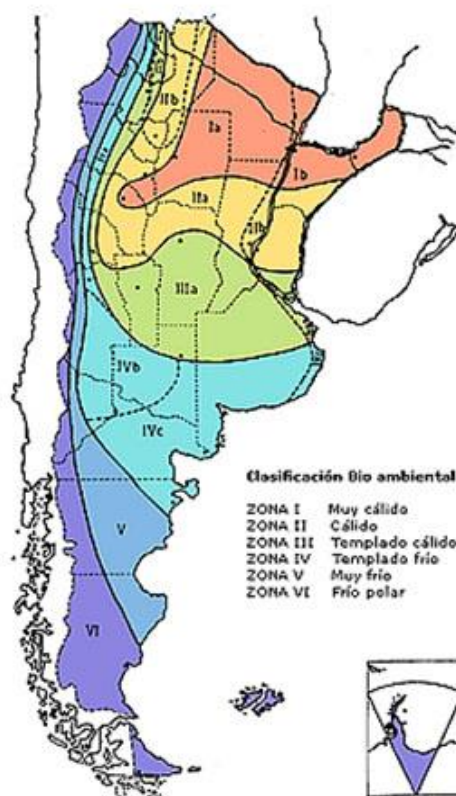 IIb
Ia
Ib
IIa
IIb
IIIa
IVb
IVc
V
VI
Clasificación Bio ambiental
ZONA I Muy cálido
ZONA II Cálido
ZONA III Templado cálido
ZONA IV Templado frío
ZONA V Muy frío
ZONA VI Frío polar